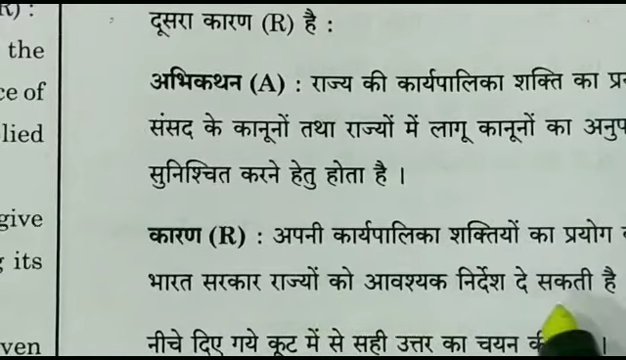 R) :
the
ce of
lied
give
its
ven
दूसरा कारण (R) है :
अभिकथन (A) : राज्य की कार्यपालिका शक्ति का
संसद के कानूनों तथा राज्यों में लागू कानूनों का
सुनिश्चित करने हेतु होता है ।
कारण (R) : अपनी कार्यपालिका शक्तियों का प्रयोग
भारत सरकार राज्यों को आवश्यक निर्देश दे सकती है
नीचे दिए गये कूट में से सही उत्तर का चयन